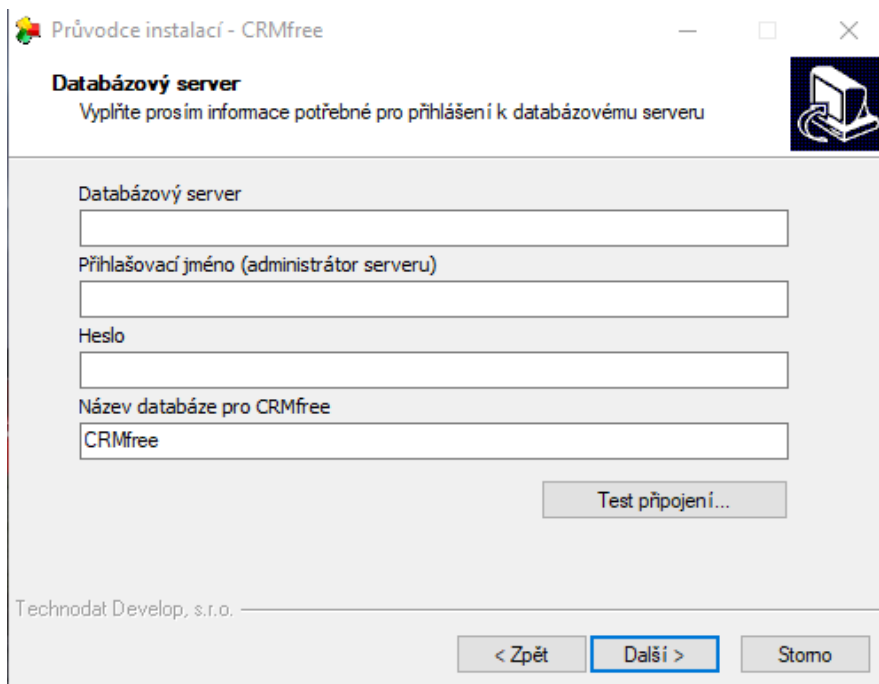 Průvodce instalací - CRMfree
Databázový server
Vyplňte prosím informace potřebné pro přihlášení k databázovému serveru
Databázový server
Přihlašovací jméno (administrátor serveru)
Heslo
Název databáze pro CRMfree
CRMfree
Test připojení...
Technodat Develop, s.r.o.
< Zpět
Další >
Storno